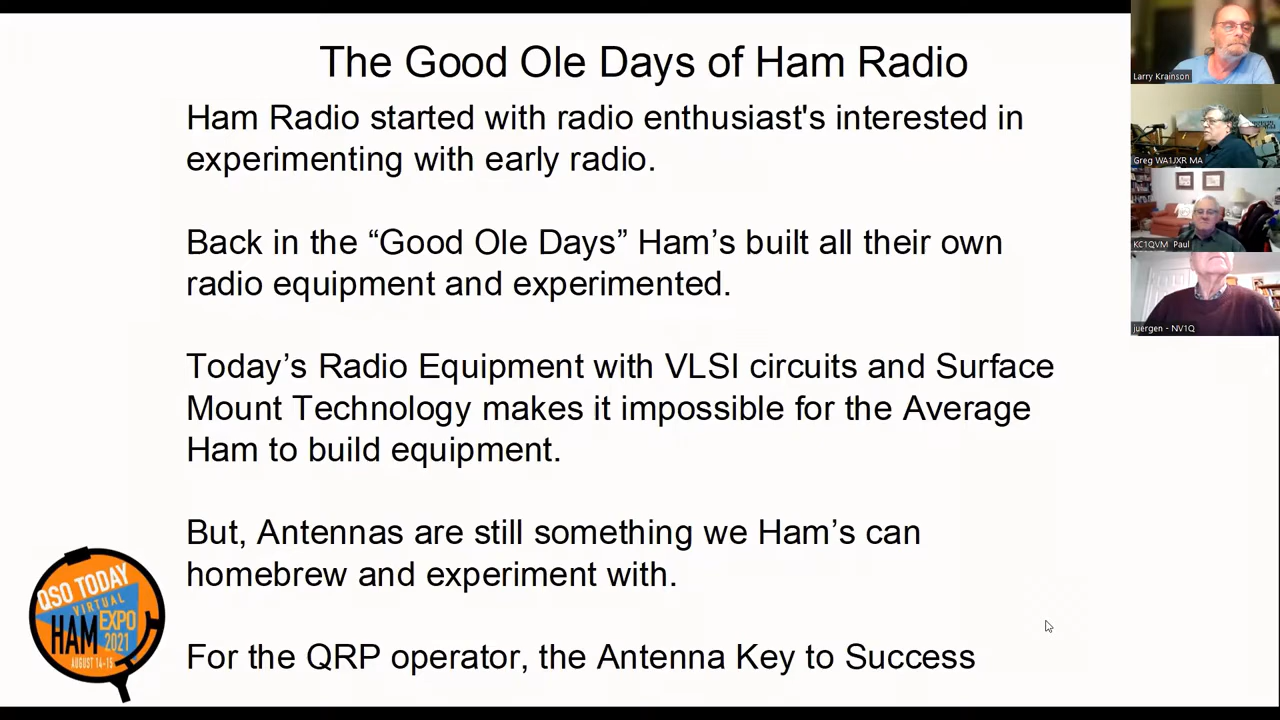 The Good Ole Days of Ham Radio
Ham Radio started with radio enthusiast's interested in
experimenting with early radio.
Back in the “Good Ole Days” Ham’s built all their own
radio equipment and experimented.
Today’s Radio Equipment with VLSI circuits and Surface
Mount Technology makes it impossible for the Average
Ham to build equipment.
But, Antennas are still something we Ham’s can
homebrew and experiment with.
For the QRP operator, the Antenna Key to Success
QSO TODAY
VIRTUAL
HAM EXPO
2021
AUGUST 14-15
Larry Krainson
Greg WA1JXR MA
KC1QVM Paul
juergen - NV1Q